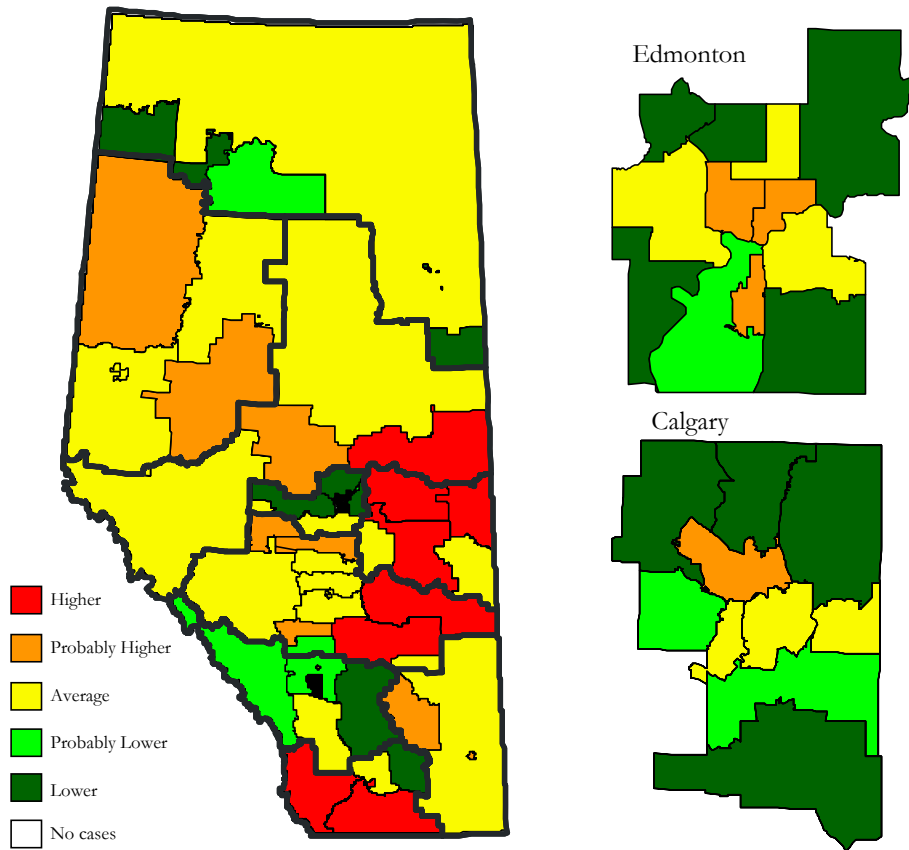 Edmonton
Calgary
Higher
Probably Higher
Average
Probably Lower
Lower
No cases